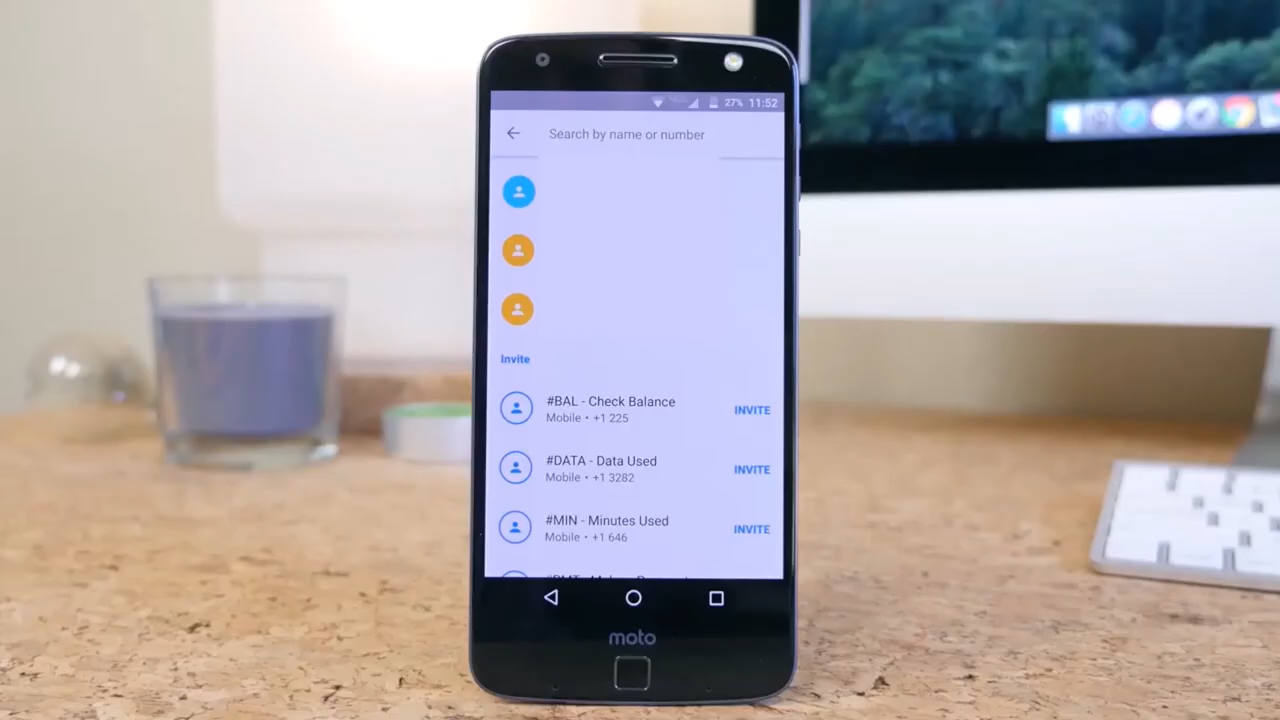 27% 11:52
Search by name or number
Invite
#BAL - Check Balance
Mobile • +1 225
INVITE
#DATA - Data Used
Mobile • +1 3282
INVITE
#MIN - Minutes Used
Mobile • +1 646
INVITE
moto